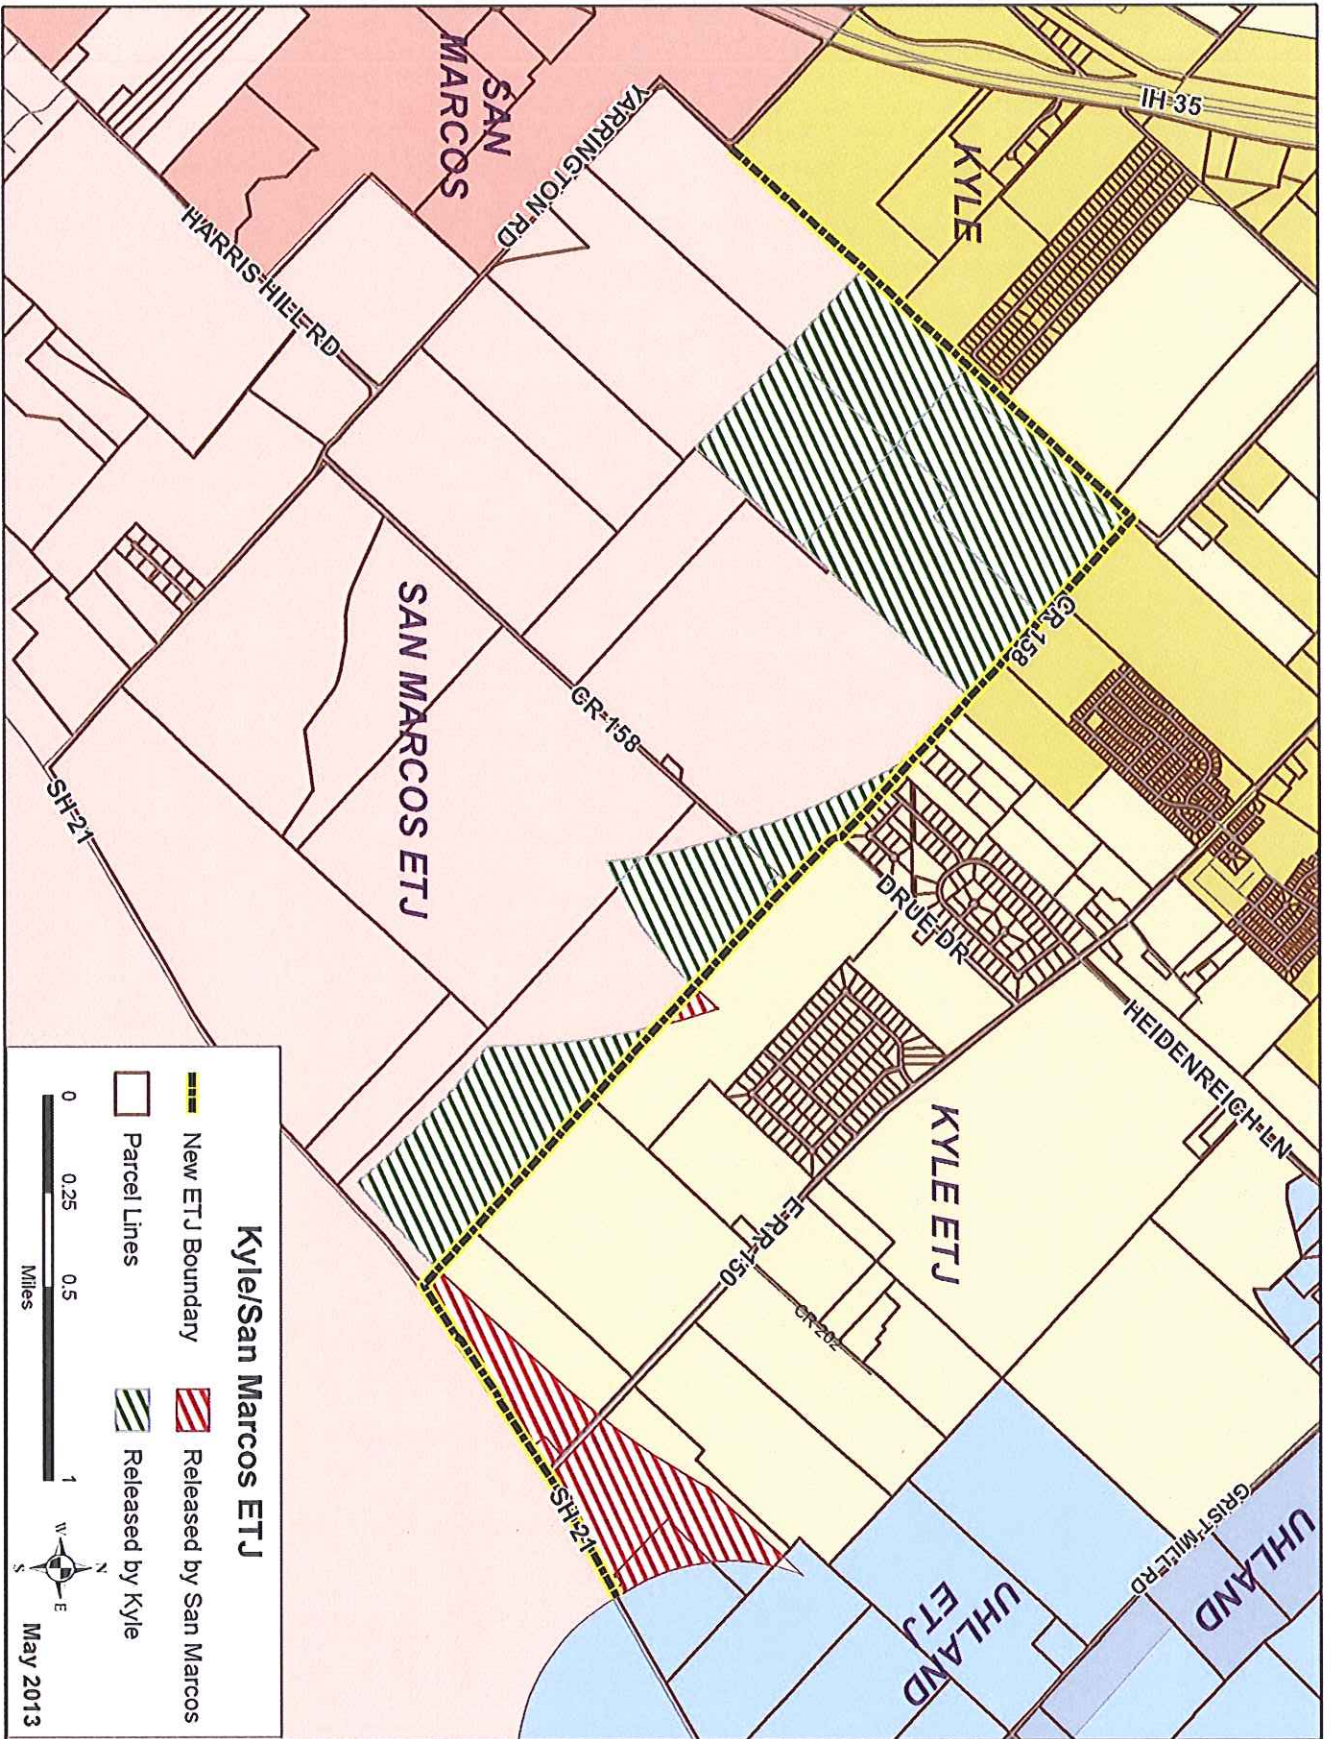 IH 35
KYLE
SAN
MARCOS
YARRINGTON RD
HARRIS HILL RD
CR 158
SAN MARCOS ETJ
CR 158
DRUE DR
HEIDENREICH LN
KYLE ETJ
E RR 150
CR 202
SH 21
SH 21
GRIST MILL RD
UHLAND
UHLAND
ETJ
Kyle/San Marcos ETJ
New ETJ Boundary
Released by San Marcos
Parcel Lines
Released by Kyle
0 0.25 0.5 1
Miles
N
W E
S
May 2013